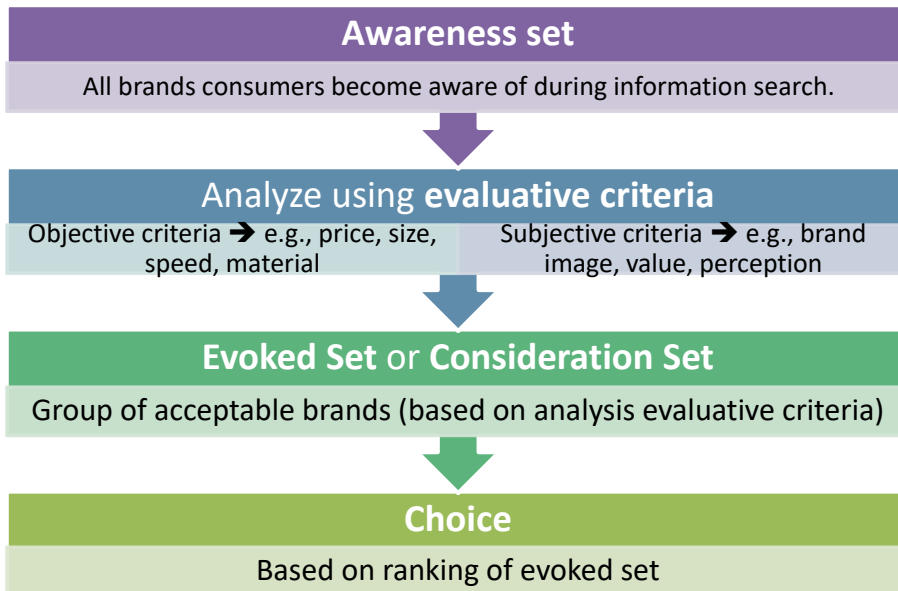 Awareness set
All brands consumers become aware of during information search.
Analyze using evaluative criteria
Objective criteria ➔ e.g., price, size,
speed, material
Subjective criteria ➔ e.g., brand
image, value, perception
Evoked Set or Consideration Set
Group of acceptable brands (based on analysis evaluative criteria)
Choice
Based on ranking of evoked set